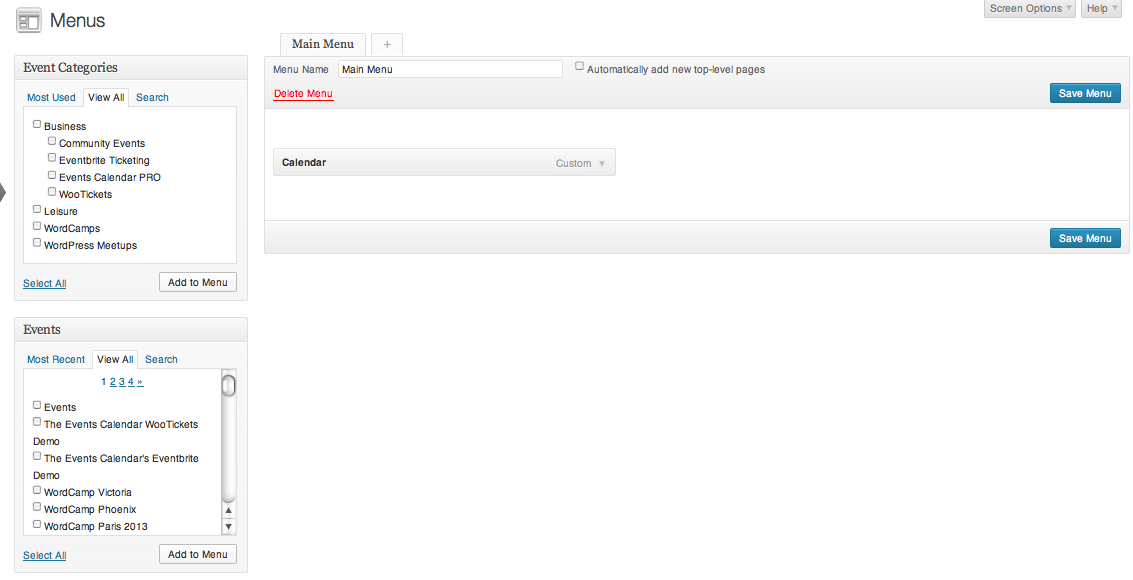 Screen Options Help
Menus
Main Menu +
Event Categories
Most Used View All Search
Business
Community Events
Eventbrite Ticketing
Events Calendar PRO
WooTickets
Leisure
WordCamps
WordPress Meetups
Select All Add to Menu
Events
Most Recent View All Search
1 2 3 4 »
Events
The Events Calendar WooTickets
Demo
The Events Calendar's Eventbrite
Demo
WordCamp Victoria
WordCamp Phoenix
WordCamp Paris 2013
Select All Add to Menu
Menu Name Main Menu Automatically add new top-level pages
Delete Menu Save Menu
Calendar Custom
Save Menu